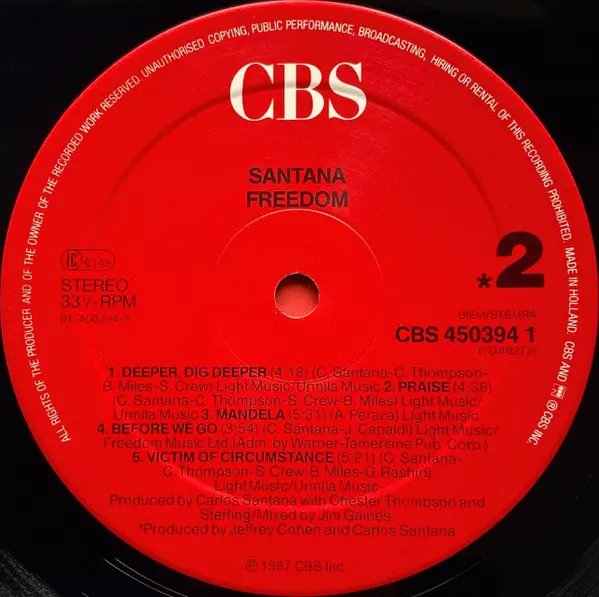 ALL RIGHTS OF THE PRODUCER AND OF THE OWNER OF THE RECORDED WORK RESERVED. UNAUTHORISED COPYING, PUBLIC PERFORMANCE, BROADCASTING, HIRING OR RENTAL OF THIS RECORDING PROHIBITED. MADE IN HOLLAND. CBS AND ® CBS INC.
CBS
SANTANA
FREEDOM
LC 0149
STEREO
33⅓ RPM
01-450394-2
*2
BIEM/STEMRA
CBS 450394 1
(FC40272)
1. DEEPER, DIG DEEPER (4:18) (C. Santana-C. Thompson-
B. Miles-S. Crew) Light Music/Urmila Music 2. PRAISE (4:36)
(C. Santana-C. Thompson-S. Crew-B. Miles) Light Music/
Urmila Music 3. MANDELA (5:31) (A. Peraza) Light Music
4. BEFORE WE GO (3:54) (C. Santana-J. Capaldi) Light Music/
Freedom Music Ltd (Adm. by Warner-Tamerlane Pub. Corp.)
5. VICTIM OF CIRCUMSTANCE (5:21) (C. Santana-
C. Thompson-S. Crew-B. Miles-G. Rashid)
Light Music/Urmila Music
Produced by Carlos Santana with Chester Thompson and
Sterling/Mixed by Jim Gaines
*Produced by Jeffrey Cohen and Carlos Santana
℗ 1987 CBS Inc.